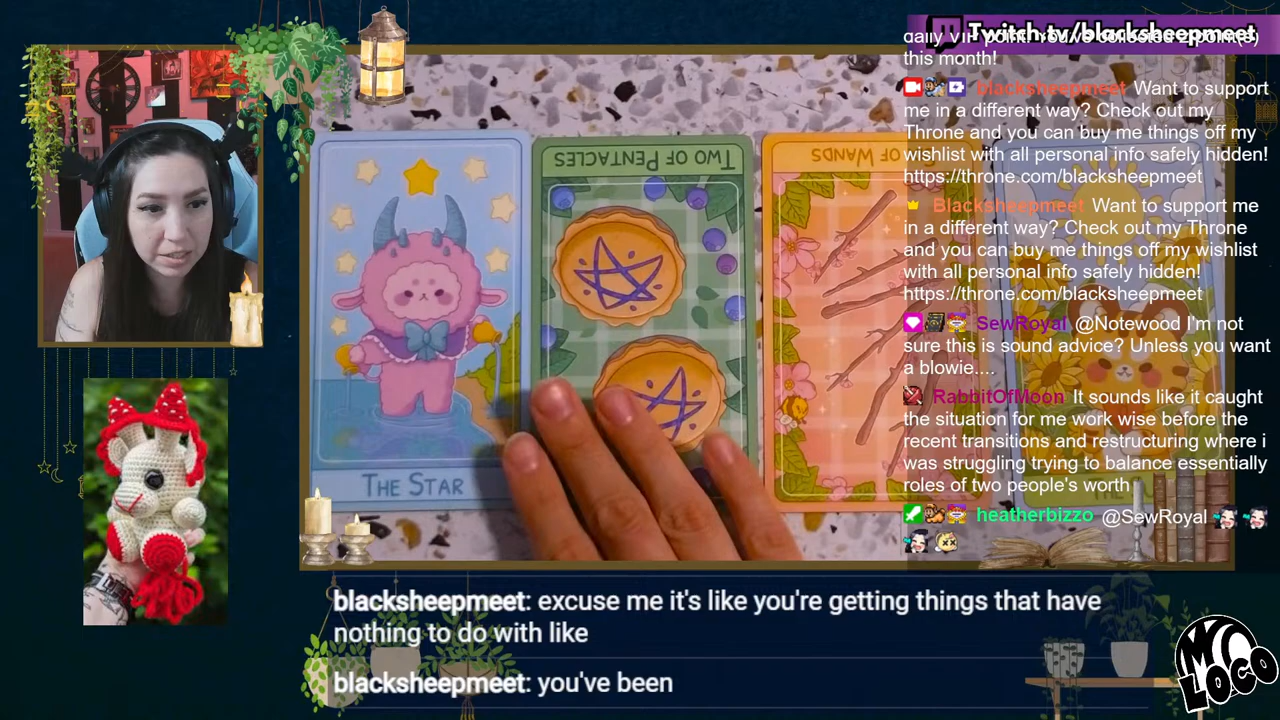 Twitch.tv/blacksheepmeet
this month!
blacksheepmeet Want to support
me in a different way? Check out my
Throne and you can buy me things off my
wishlist with all personal info safely hidden!
https://throne.com/blacksheepmeet
Blacksheepmeet Want to support me
in a different way? Check out my Throne
and you can buy me things off my wishlist
with all personal info safely hidden!
https://throne.com/blacksheepmeet
SewRoyal @Notewood I'm not
sure this is sound advice? Unless you want
a blowie....
RabbitOfMoon It sounds like it caught
the situation for me work wise before the
recent transitions and restructuring where i
was struggling trying to balance essentially
roles of two people's worth
heatherbizzo @SewRoyal
Two of Pentacles
of Wands
The Star
blacksheepmeet: excuse me it's like you're getting things that have
nothing to do with like
blacksheepmeet: you've been
MC
LOCO